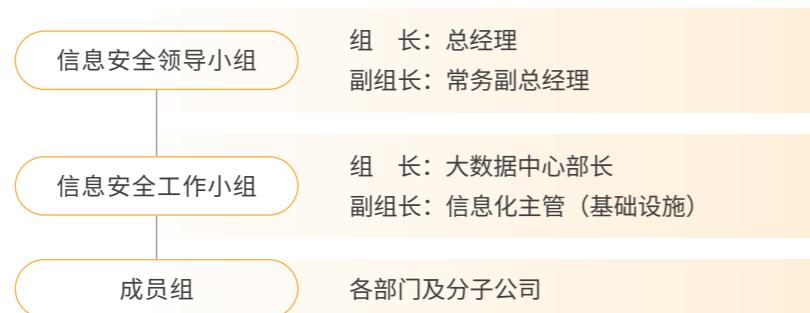 信息安全领导小组
组　长：总经理
副组长：常务副总经理
信息安全工作小组
组　长：大数据中心部长
副组长：信息化主管（基础设施）
成员组
各部门及分子公司